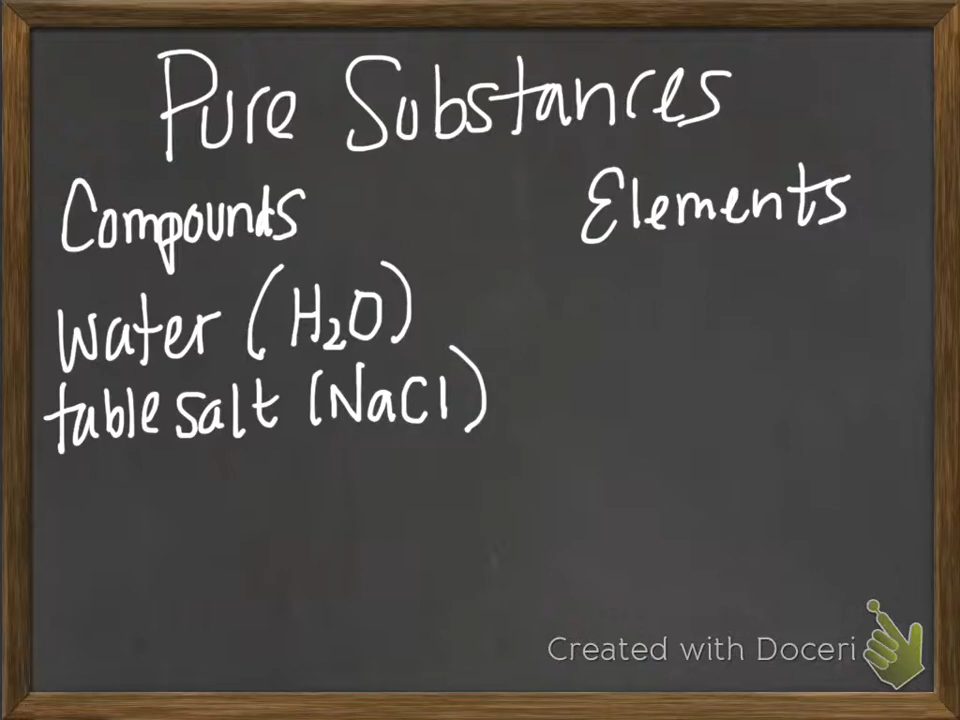 Pure Substances
Compounds
Elements
water (H₂O)
table salt (NaCl)
Created with Doceri